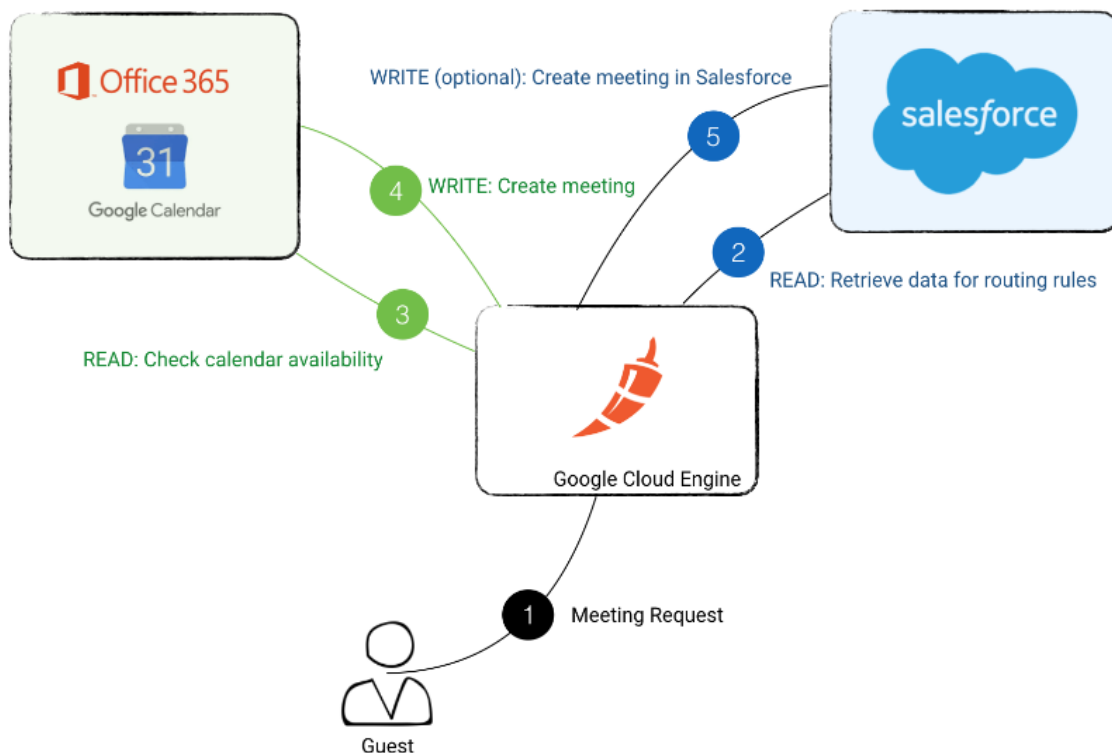 Office 365
31
Google Calendar
WRITE (optional): Create meeting in Salesforce
salesforce
5
4
WRITE: Create meeting
2
READ: Retrieve data for routing rules
3
READ: Check calendar availability
Google Cloud Engine
1
Meeting Request
Guest